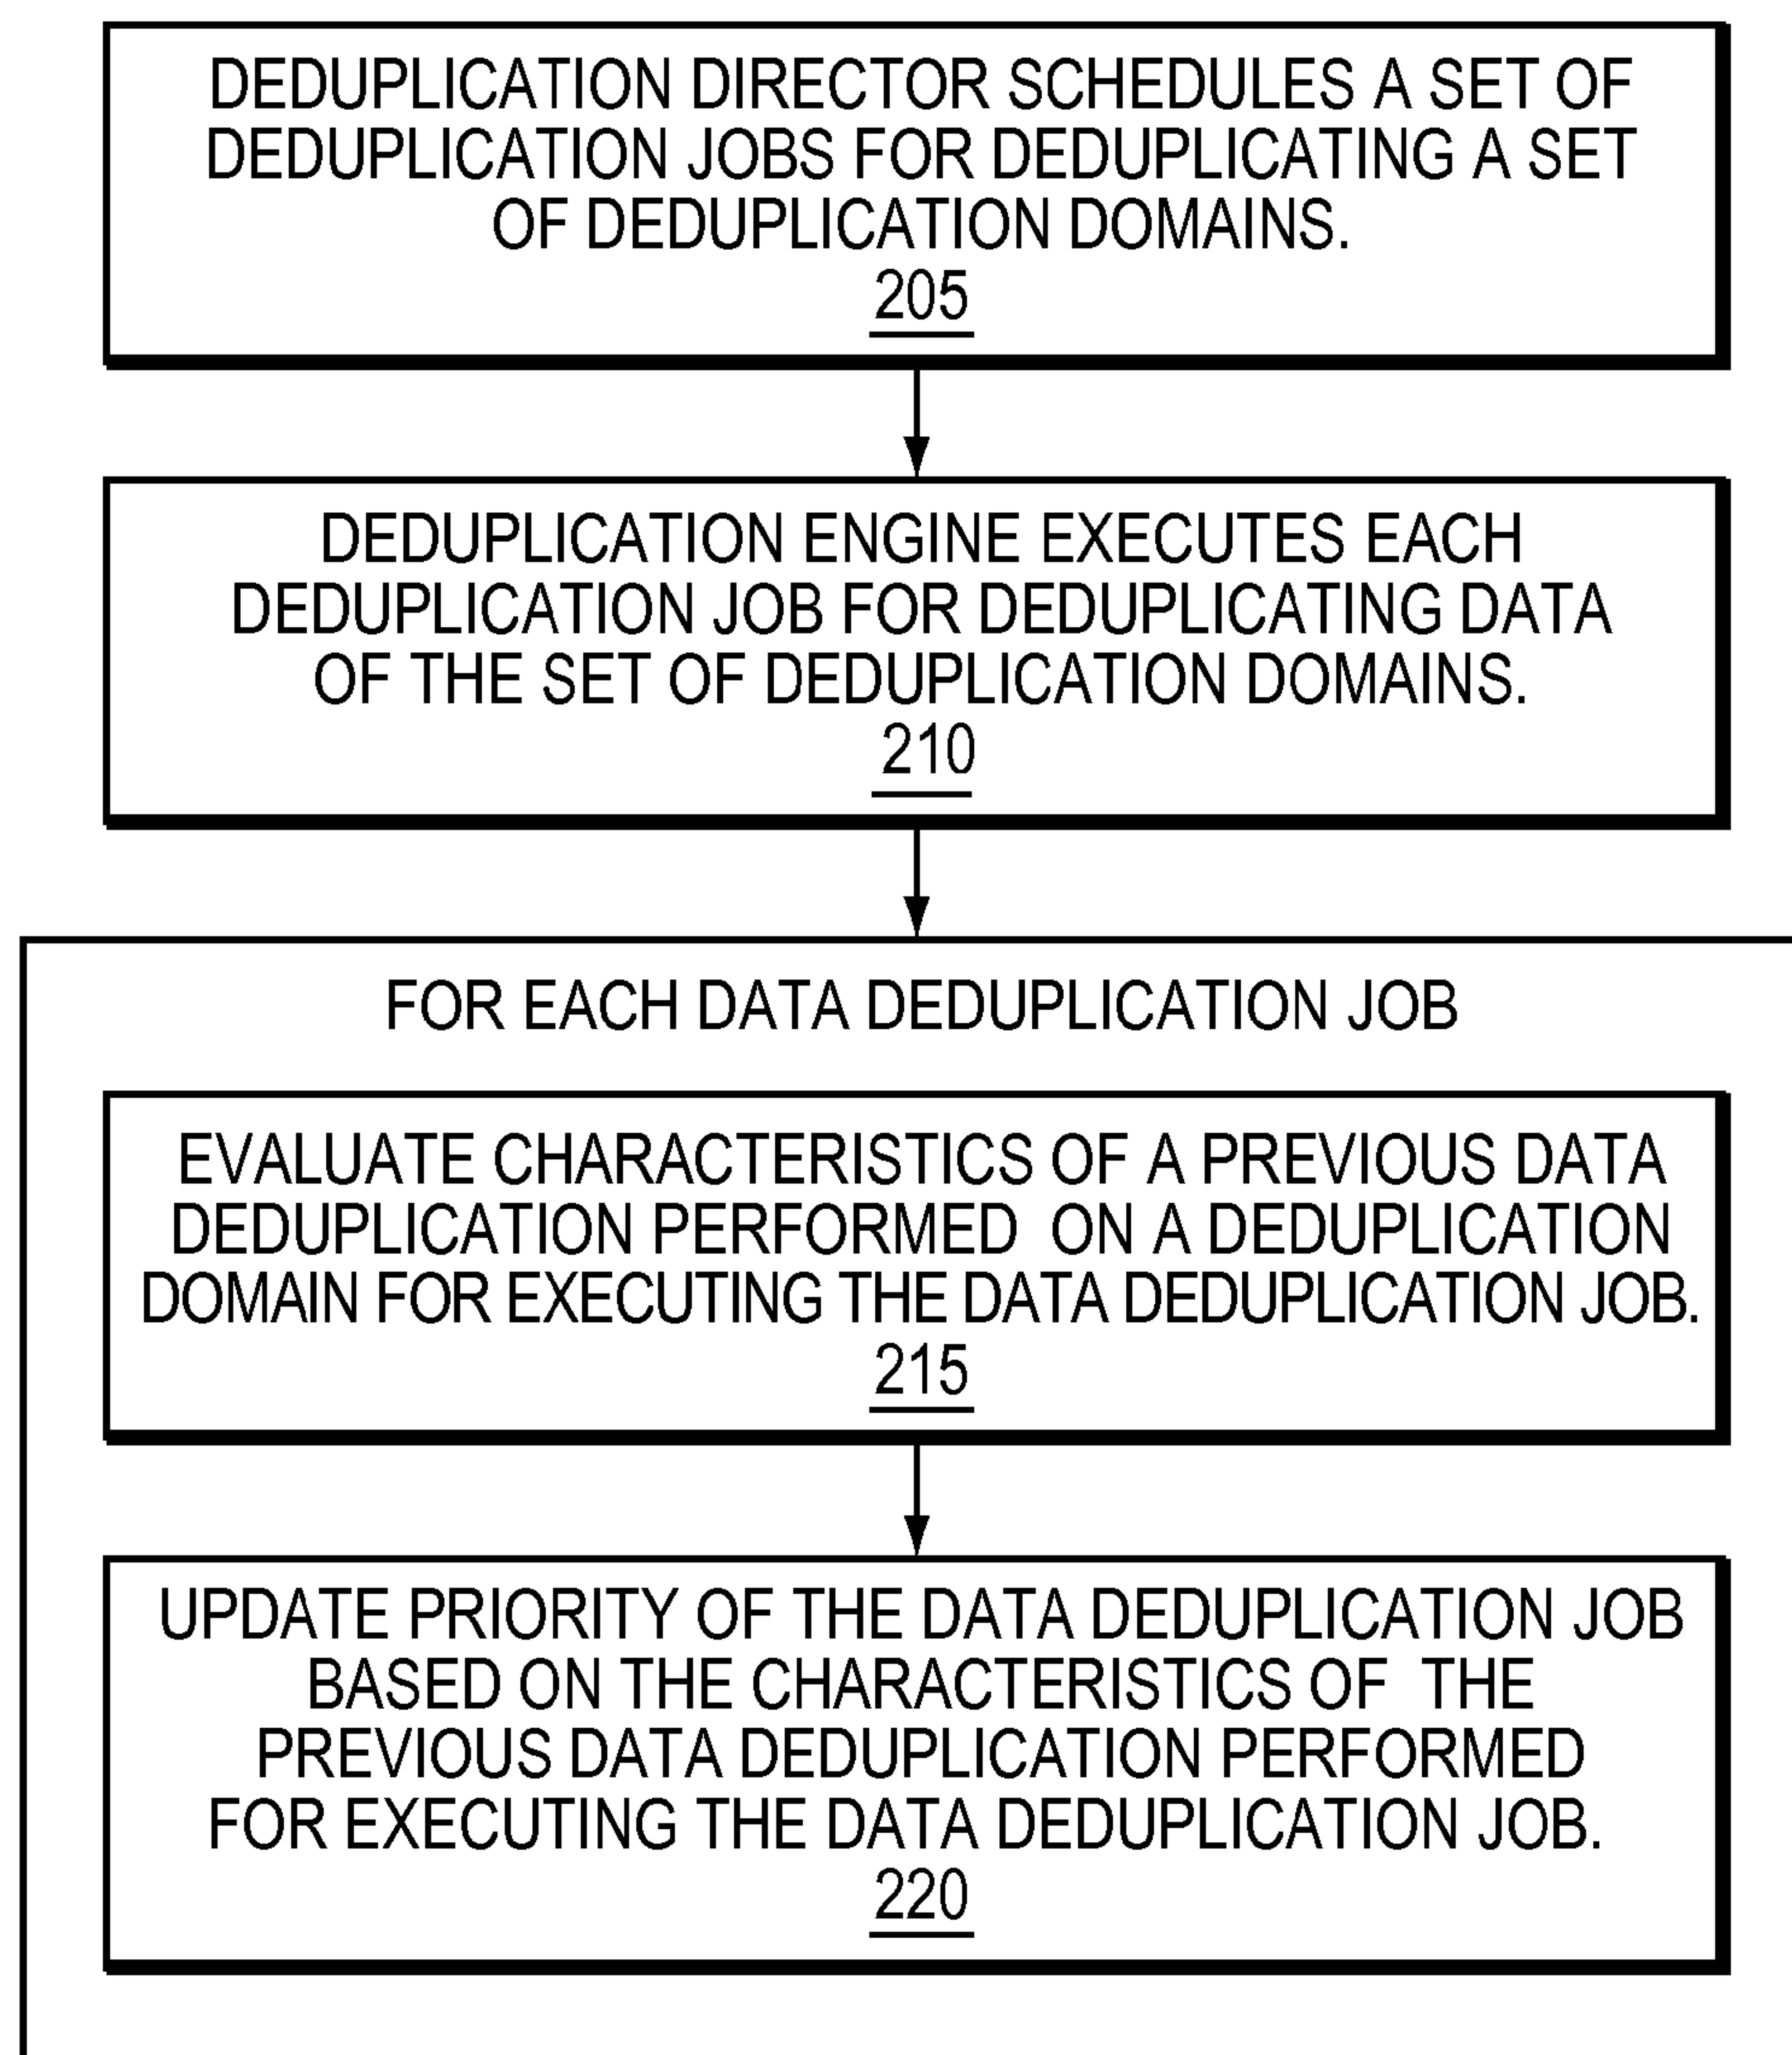 DEDUPLICATION DIRECTOR SCHEDULES A SET OF
DEDUPLICATION JOBS FOR DEDUPLICATING A SET
OF DEDUPLICATION DOMAINS.
205
DEDUPLICATION ENGINE EXECUTES EACH
DEDUPLICATION JOB FOR DEDUPLICATING DATA
OF THE SET OF DEDUPLICATION DOMAINS.
210
FOR EACH DATA DEDUPLICATION JOB
EVALUATE CHARACTERISTICS OF A PREVIOUS DATA
DEDUPLICATION PERFORMED ON A DEDUPLICATION
DOMAIN FOR EXECUTING THE DATA DEDUPLICATION JOB.
215
UPDATE PRIORITY OF THE DATA DEDUPLICATION JOB
BASED ON THE CHARACTERISTICS OF THE
PREVIOUS DATA DEDUPLICATION PERFORMED
FOR EXECUTING THE DATA DEDUPLICATION JOB.
220